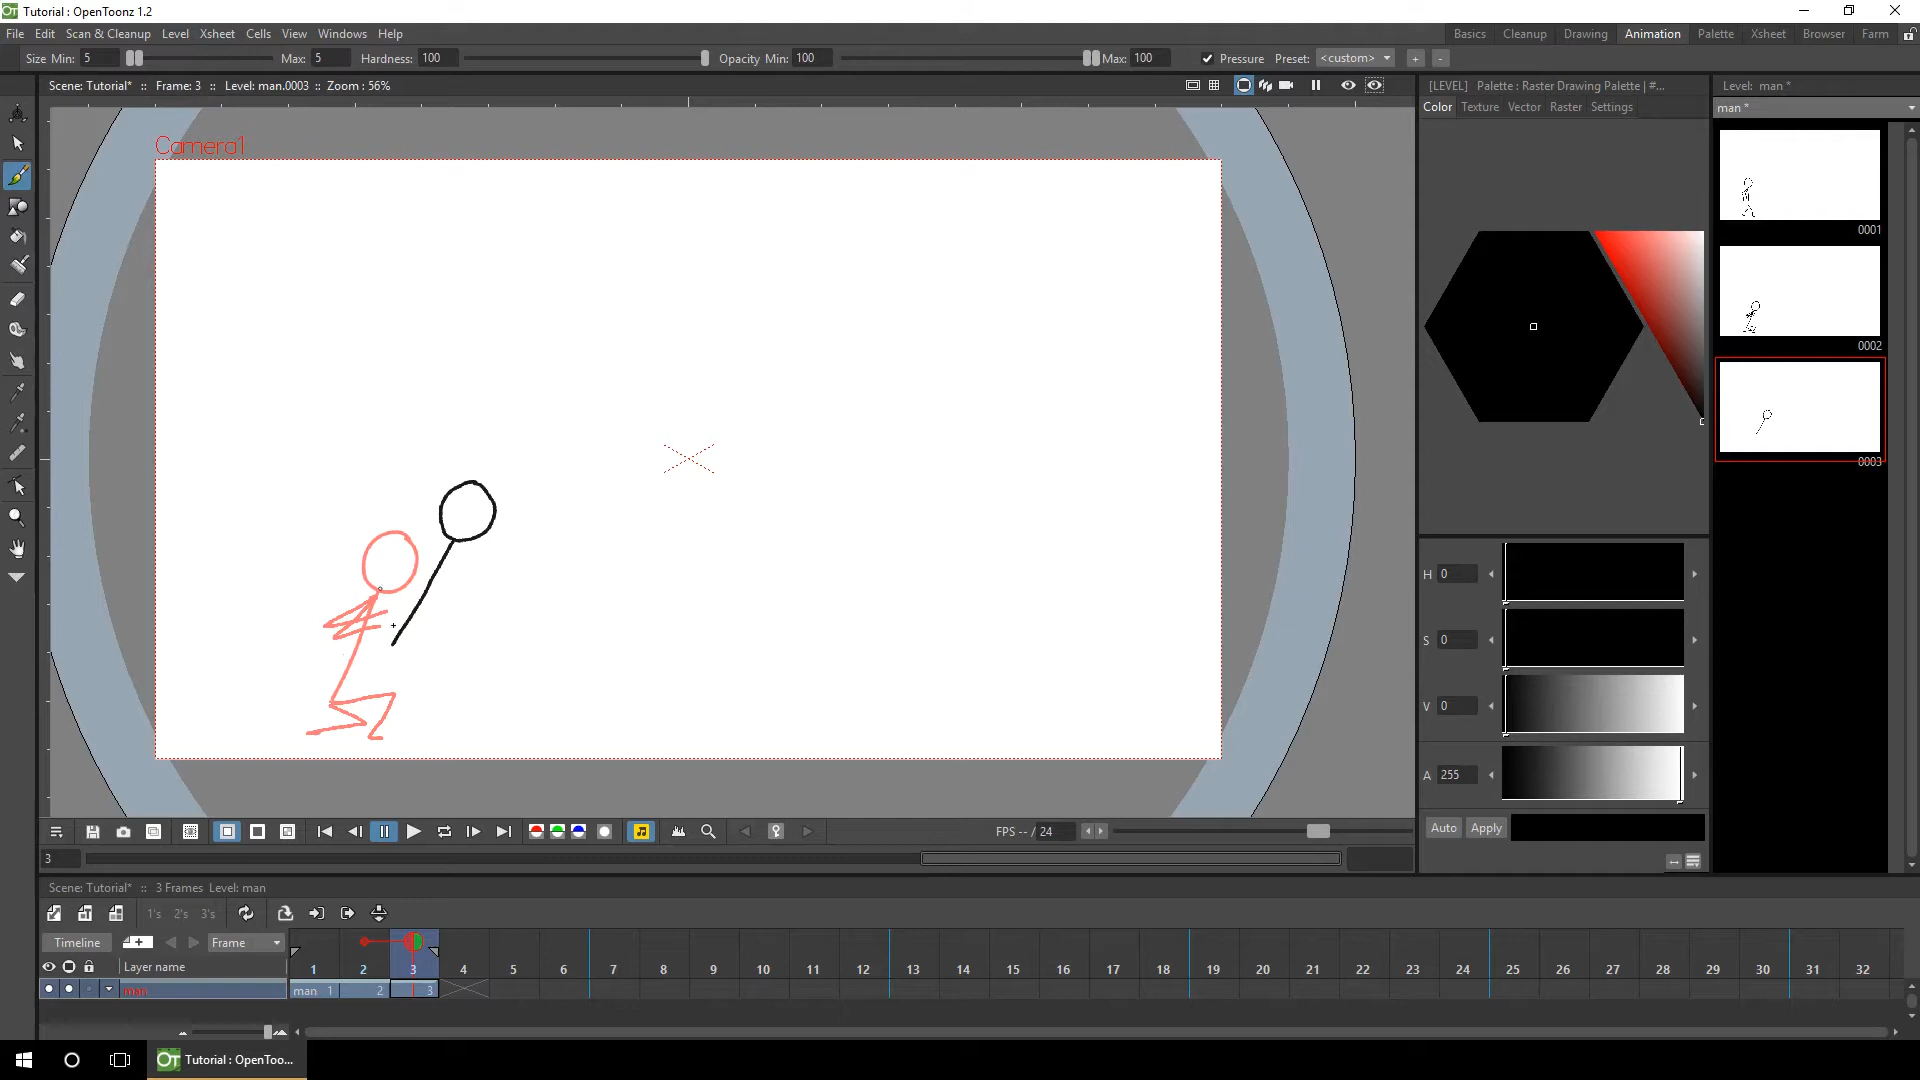 Tutorial : OpenToonz 1.2
File Edit Scan & Cleanup Level Xsheet Cells View Windows Help
Basics Cleanup Drawing Animation Palette Xsheet Browser Farm
Size Min: 5 Max: 5 Hardness: 100 Opacity Min: 100 Max: 100 Pressure Preset: <custom> + -
Scene: Tutorial* :: Frame: 3 :: Level: man.0003 :: Zoom : 56%
[LEVEL] Palette : Raster Drawing Palette | #...
Level: man *
Color Texture Vector Raster Settings
man *
Camera1
0001
0002
0003
H 0
S 0
V 0
A 255
Auto Apply
FPS -- / 24
3
Scene: Tutorial* :: 3 Frames Level: man
1's 2's 3's
Timeline + Frame
1 2 3 4 5 6 7 8 9 10 11 12 13 14 15 16 17 18 19 20 21 22 23 24 25 26 27 28 29 30 31 32
Layer name
man man 1 2 3
OT Tutorial : OpenToo...